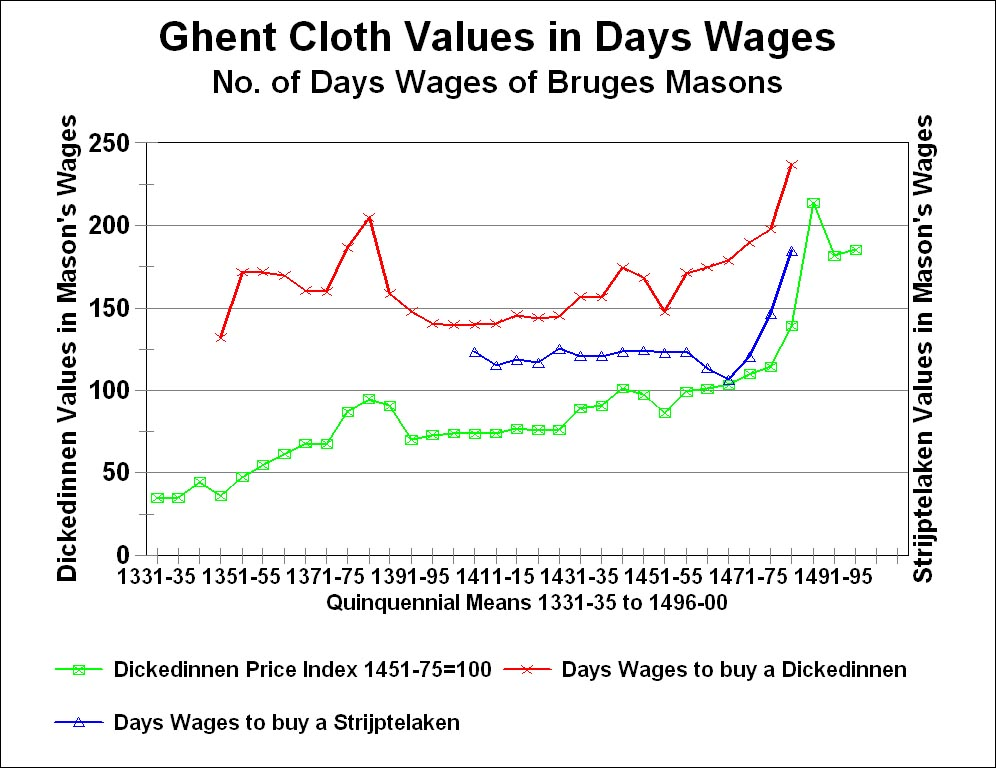 Ghent Cloth Values in Days Wages
No. of Days Wages of Bruges Masons
Dickedinnen Values in Mason's Wages
250
200
150
100
50
0
Strijptelaken Values in Mason's Wages
1331-35 1351-55 1371-75 1391-95 1411-15 1431-35 1451-55 1471-75 1491-95
Quinquennial Means 1331-35 to 1496-00
Dickedinnen Price Index 1451-75=100 Days Wages to buy a Dickedinnen
Days Wages to buy a Strijptelaken